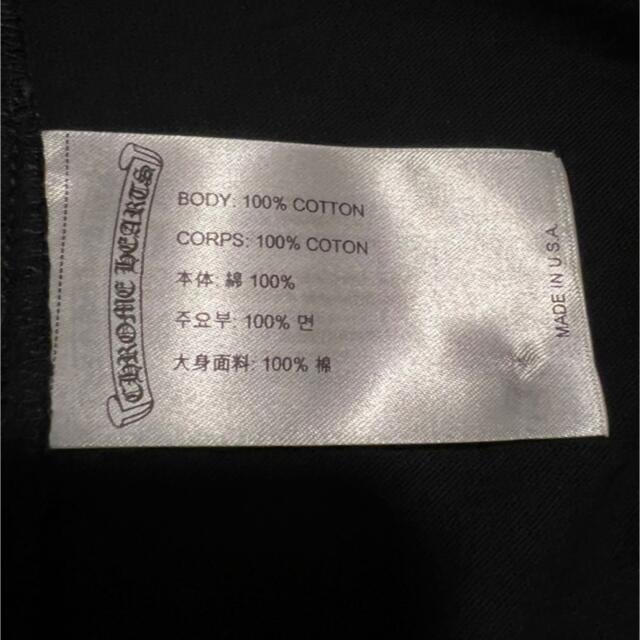 CHROME HEARTS
BODY: 100% COTTON
CORPS: 100% COTON
本体: 綿 100%
주요부: 100% 면
大身面料: 100% 棉
MADE IN U.S.A.